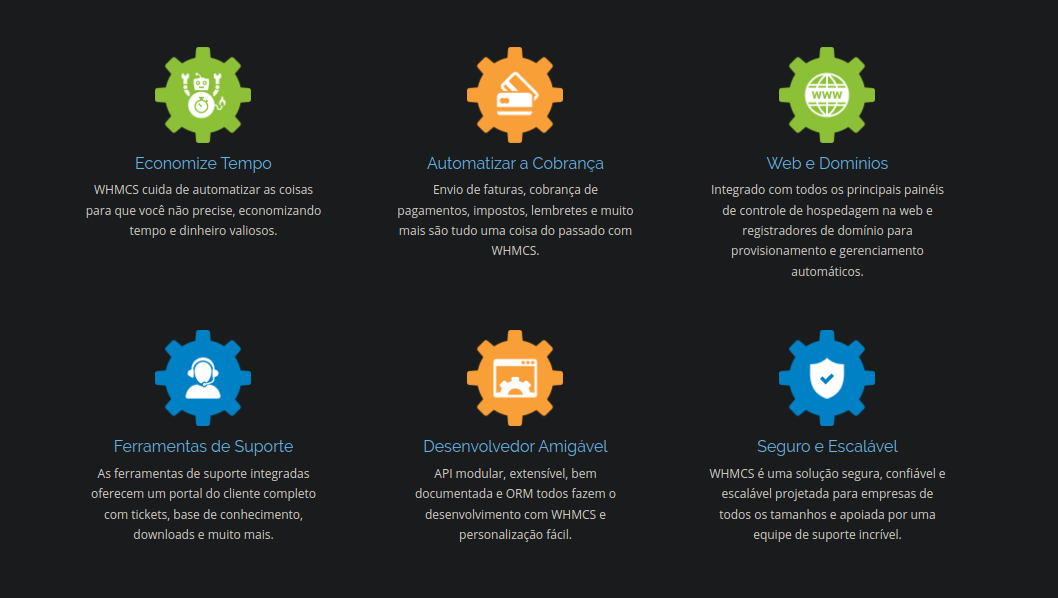 Economize Tempo
WHMCS cuida de automatizar as coisas
para que você não precise, economizando
tempo e dinheiro valiosos.
Automatizar a Cobrança
Envio de faturas, cobrança de
pagamentos, impostos, lembretes e muito
mais são tudo uma coisa do passado com
WHMCS.
WWW
Web e Domínios
Integrado com todos os principais painéis
de controle de hospedagem na web e
registradores de domínio para
provisionamento e gerenciamento
automáticos.
Ferramentas de Suporte
As ferramentas de suporte integradas
oferecem um portal do cliente completo
com tickets, base de conhecimento,
downloads e muito mais.
Desenvolvedor Amigável
API modular, extensível, bem
documentada e ORM todos fazem o
desenvolvimento com WHMCS e
personalização fácil.
Seguro e Escalável
WHMCS é uma solução segura, confiável e
escalável projetada para empresas de
todos os tamanhos e apoiada por uma
equipe de suporte incrível.